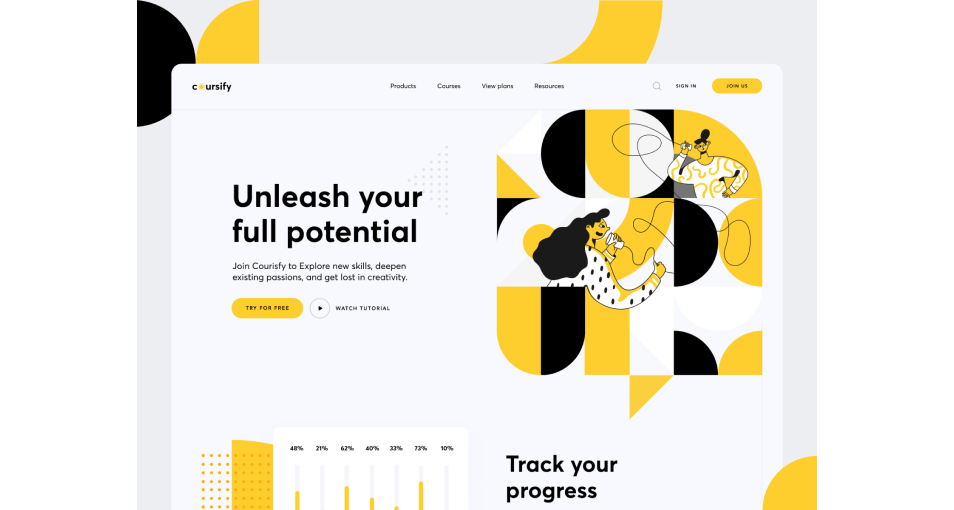 coursify
Products
Courses
View plans
Resources
SIGN IN
JOIN US
Unleash your
full potential
Join Courisfy to Explore new skills, deepen
existing passions, and get lost in creativity.
TRY FOR FREE
WATCH TUTORIAL
48% 21% 62% 40% 33% 73% 10%
Track your
progress